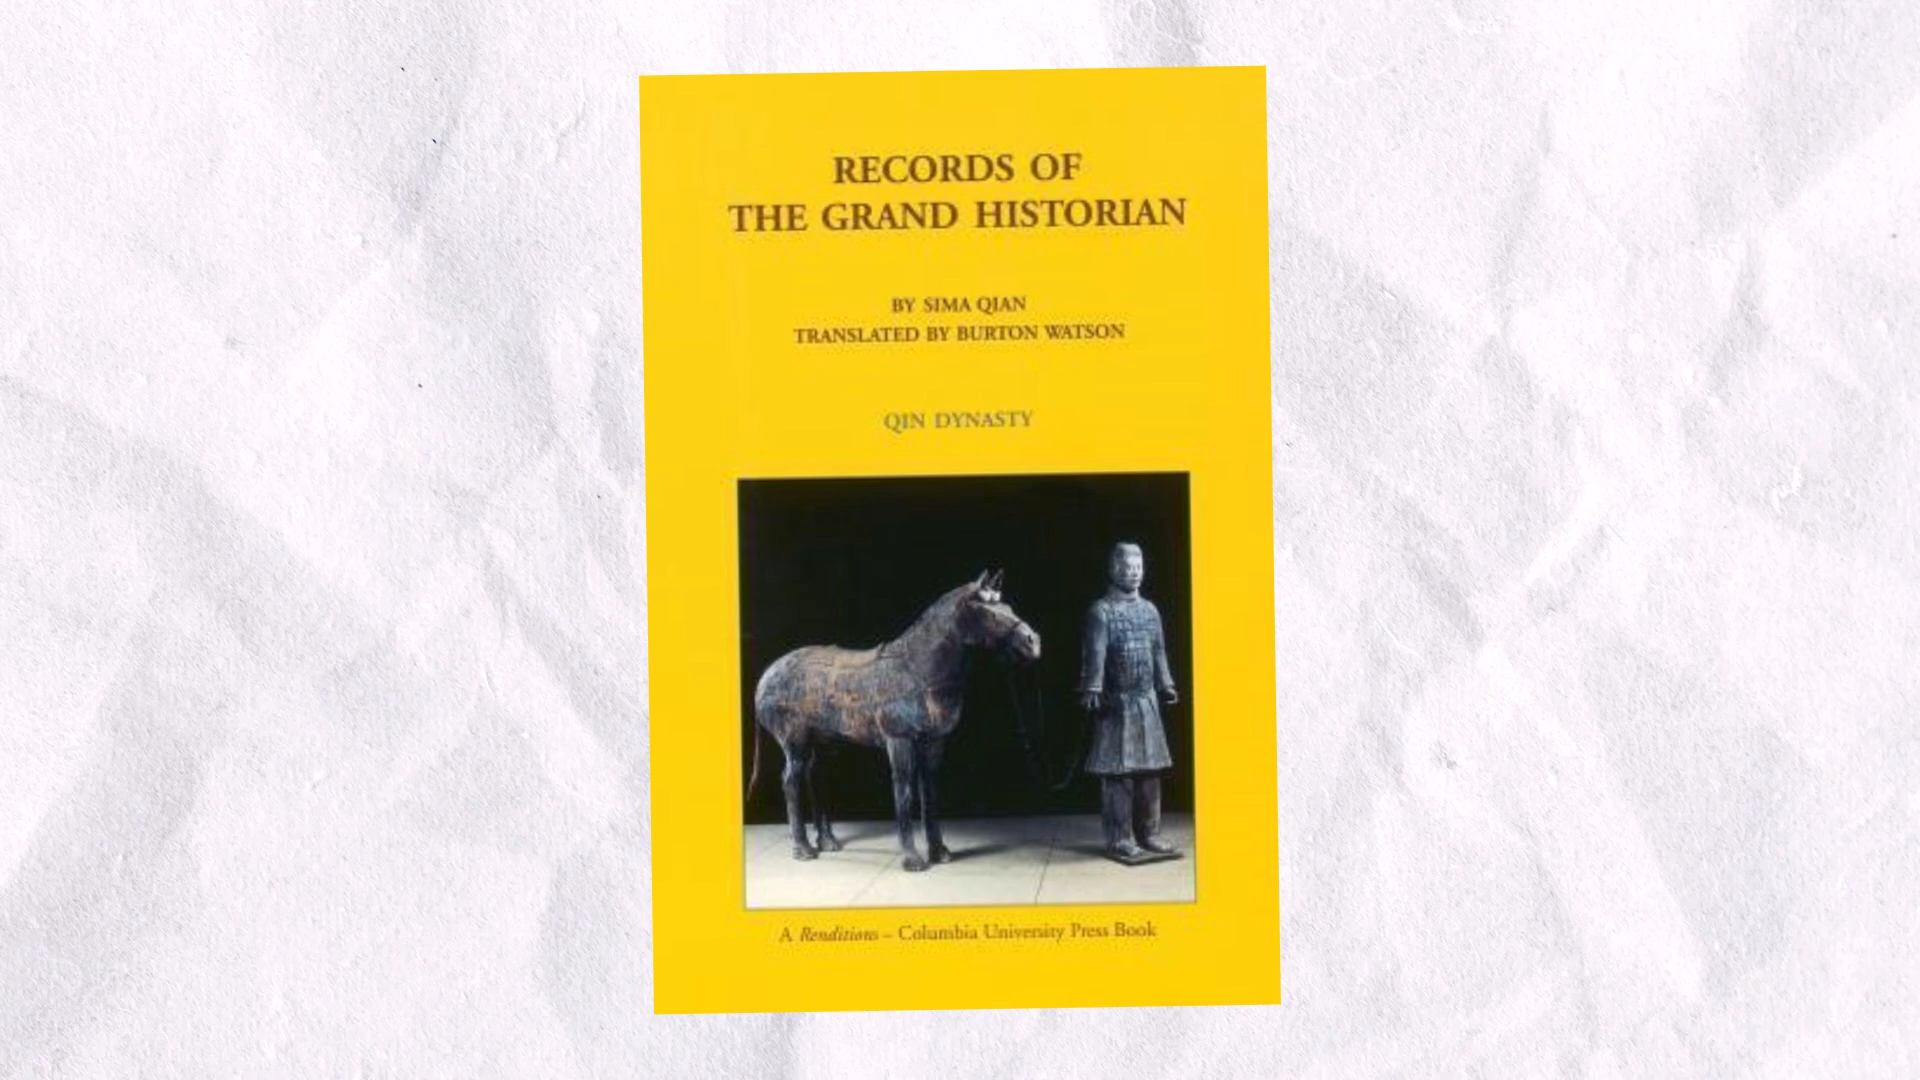 RECORDS OF
THE GRAND HISTORIAN
BY SIMA QIAN
TRANSLATED BY BURTON WATSON
QIN DYNASTY
A Renditions – Columbia University Press Book